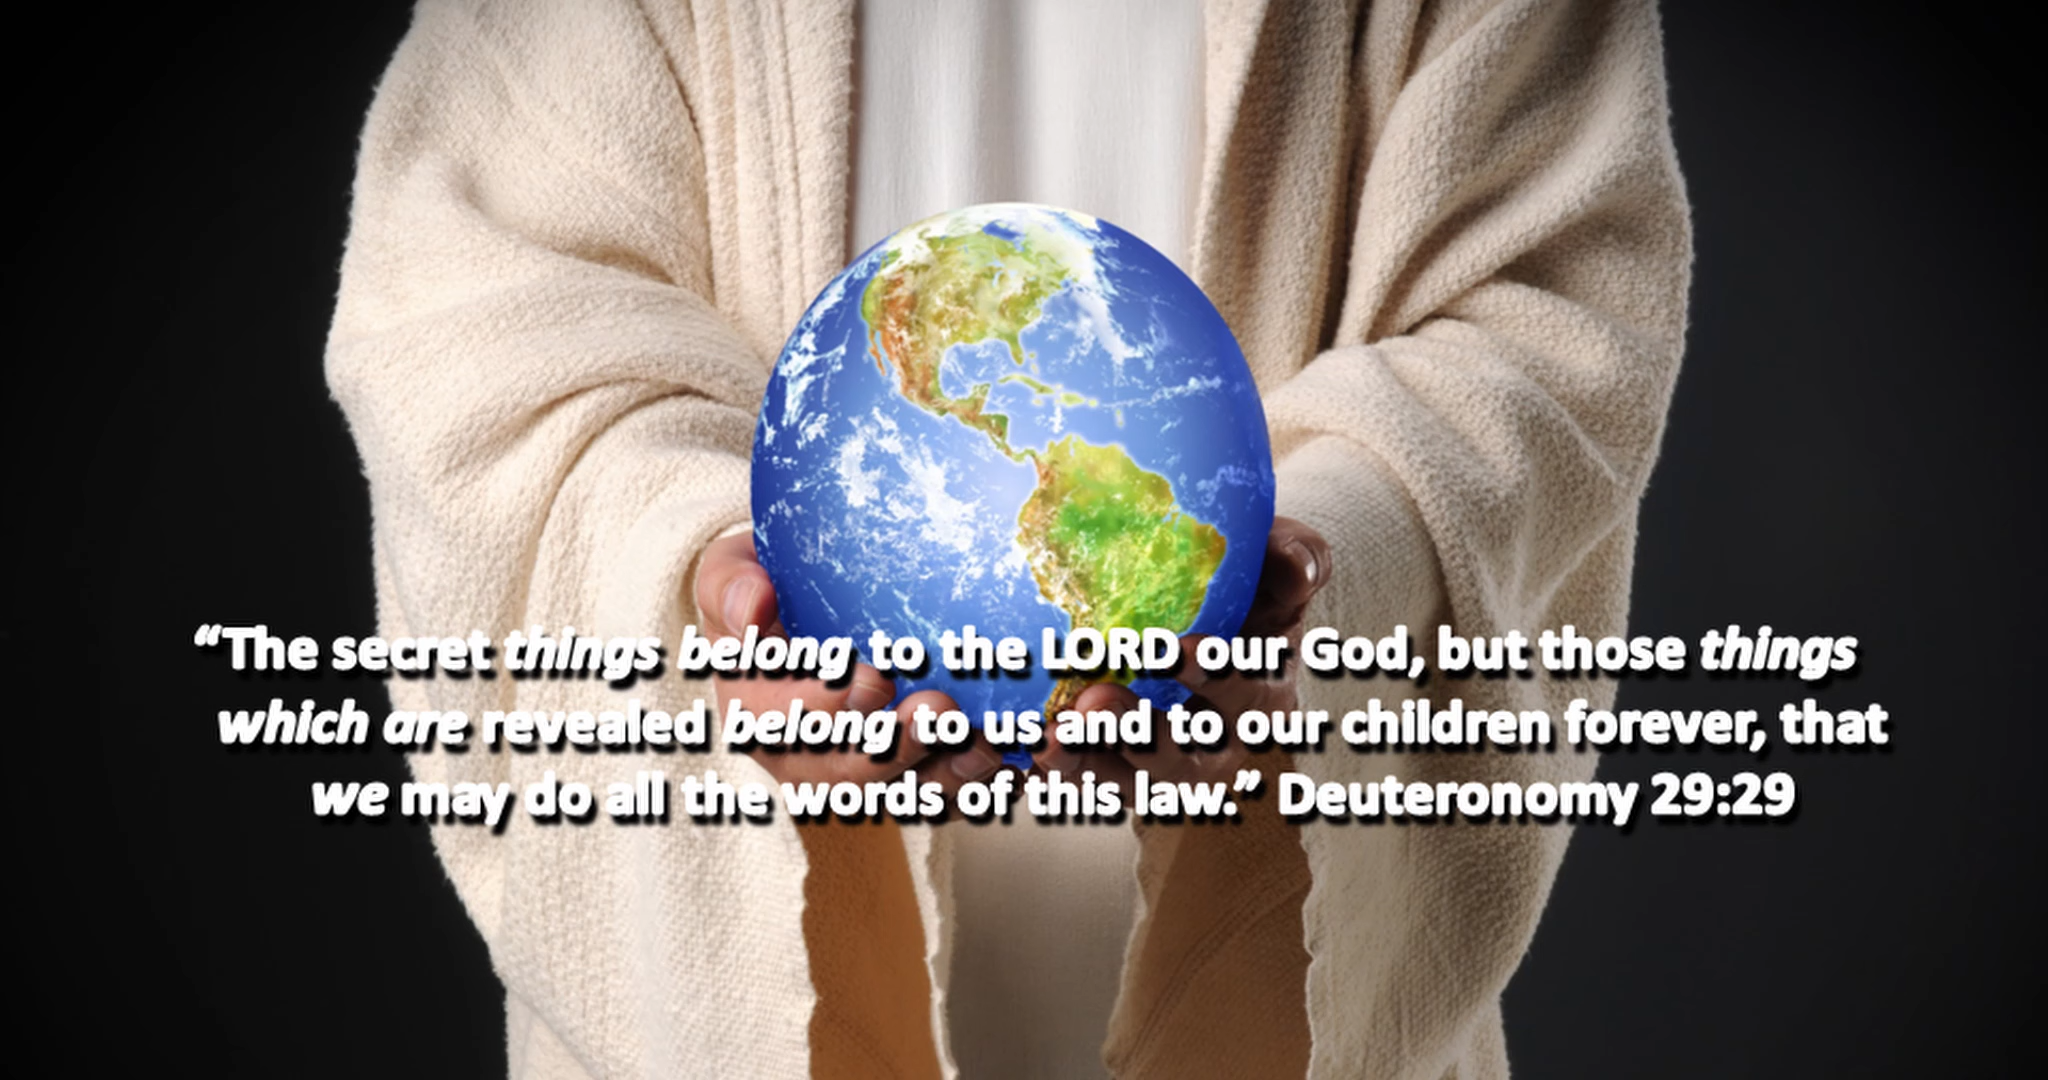 “The secret things belong to the LORD our God, but those things
which are revealed belong to us and to our children forever, that
we may do all the words of this law.” Deuteronomy 29:29